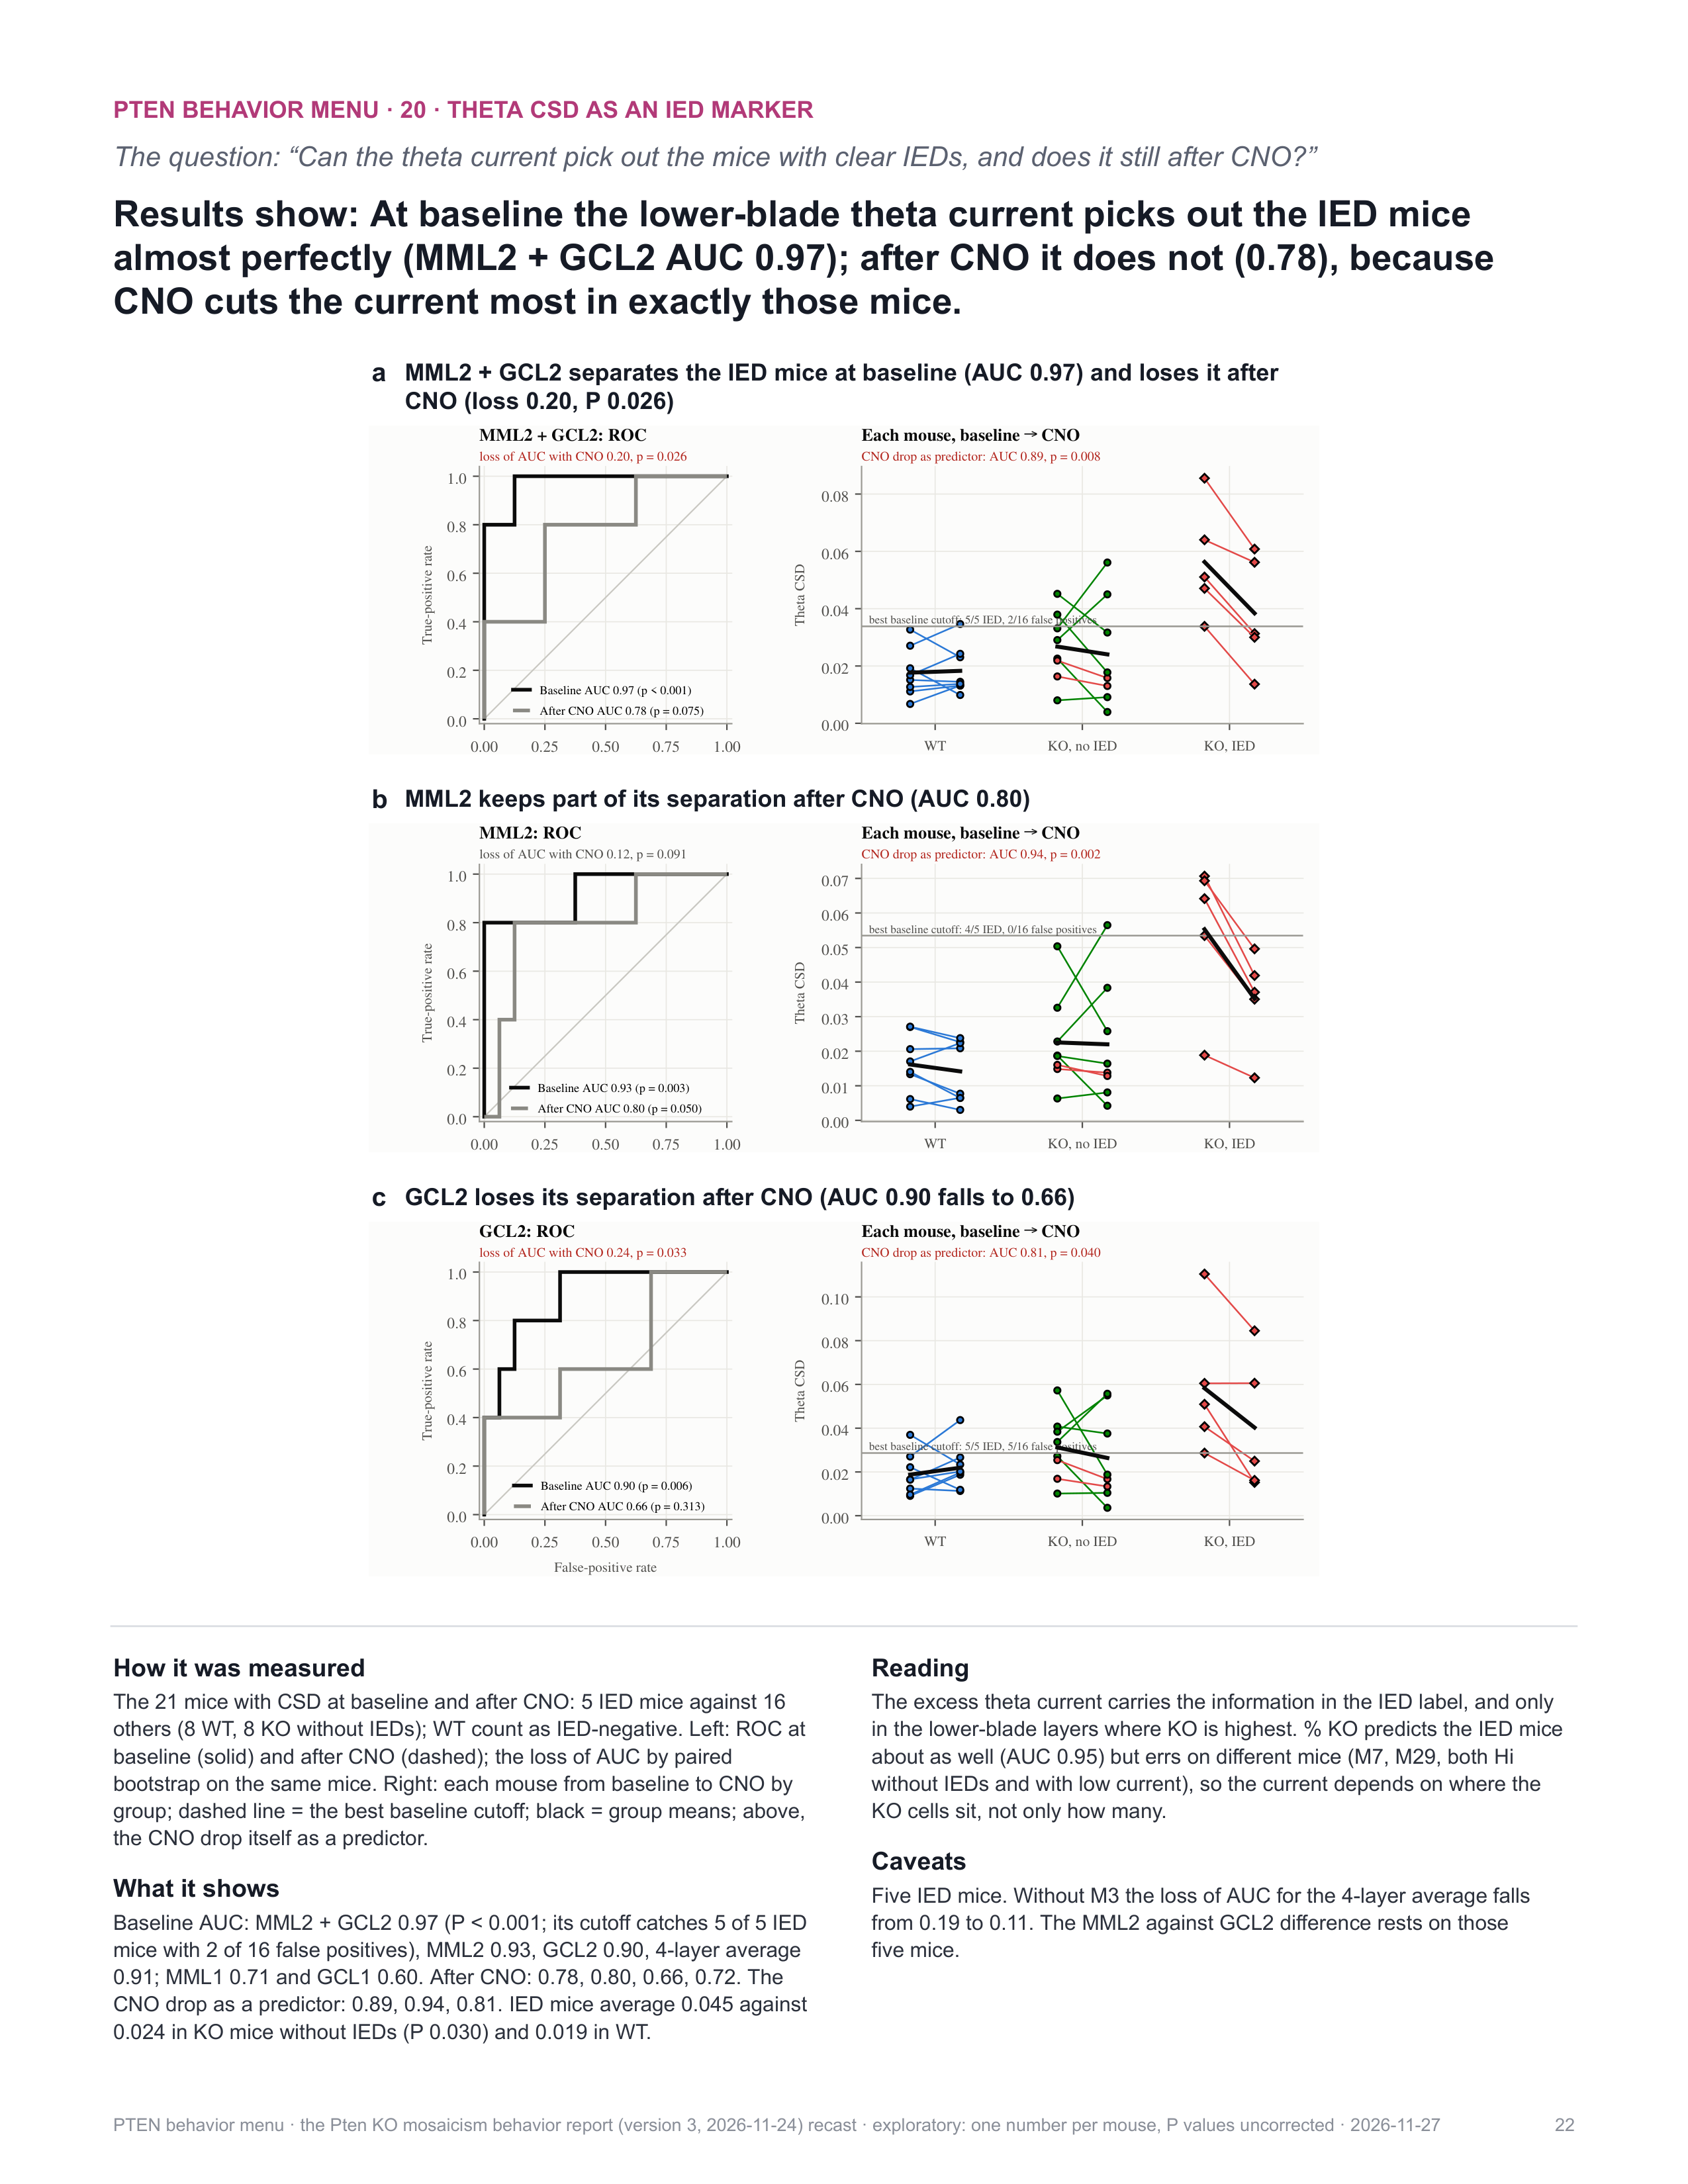 PTEN BEHAVIOR MENU · 20 · THETA CSD AS AN IED MARKER
The question: “Can the theta current pick out the mice with clear IEDs, and does it still after CNO?”
Results show: At baseline the lower-blade theta current picks out the IED mice
almost perfectly (MML2 + GCL2 AUC 0.97); after CNO it does not (0.78), because
CNO cuts the current most in exactly those mice.
a MML2 + GCL2 separates the IED mice at baseline (AUC 0.97) and loses it after
CNO (loss 0.20, P 0.026)
MML2 + GCL2: ROC
loss of AUC with CNO 0.20, p = 0.026
True-positive rate
1.0
0.8
0.6
0.4
0.2
0.0
Baseline AUC 0.97 (p < 0.001)
After CNO AUC 0.78 (p = 0.075)
0.00 0.25 0.50 0.75 1.00
Each mouse, baseline → CNO
CNO drop as predictor: AUC 0.89, p = 0.008
Theta CSD
0.08
0.06
0.04
0.02
0.00
best baseline cutoff: 5/5 IED, 2/16 false positives
WT KO, no IED KO, IED
b MML2 keeps part of its separation after CNO (AUC 0.80)
MML2: ROC
loss of AUC with CNO 0.12, p = 0.091
True-positive rate
1.0
0.8
0.6
0.4
0.2
0.0
Baseline AUC 0.93 (p = 0.003)
After CNO AUC 0.80 (p = 0.050)
0.00 0.25 0.50 0.75 1.00
Each mouse, baseline → CNO
CNO drop as predictor: AUC 0.94, p = 0.002
Theta CSD
0.07
0.06
0.05
0.04
0.03
0.02
0.01
0.00
best baseline cutoff: 4/5 IED, 0/16 false positives
WT KO, no IED KO, IED
c GCL2 loses its separation after CNO (AUC 0.90 falls to 0.66)
GCL2: ROC
loss of AUC with CNO 0.24, p = 0.033
True-positive rate
1.0
0.8
0.6
0.4
0.2
0.0
Baseline AUC 0.90 (p = 0.006)
After CNO AUC 0.66 (p = 0.313)
0.00 0.25 0.50 0.75 1.00
False-positive rate
Each mouse, baseline → CNO
CNO drop as predictor: AUC 0.81, p = 0.040
Theta CSD
0.10
0.08
0.06
0.04
0.02
0.00
best baseline cutoff: 5/5 IED, 5/16 false positives
WT KO, no IED KO, IED
How it was measured
The 21 mice with CSD at baseline and after CNO: 5 IED mice against 16
others (8 WT, 8 KO without IEDs); WT count as IED-negative. Left: ROC at
baseline (solid) and after CNO (dashed); the loss of AUC by paired
bootstrap on the same mice. Right: each mouse from baseline to CNO by
group; dashed line = the best baseline cutoff; black = group means; above,
the CNO drop itself as a predictor.
What it shows
Baseline AUC: MML2 + GCL2 0.97 (P < 0.001; its cutoff catches 5 of 5 IED
mice with 2 of 16 false positives), MML2 0.93, GCL2 0.90, 4-layer average
0.91; MML1 0.71 and GCL1 0.60. After CNO: 0.78, 0.80, 0.66, 0.72. The
CNO drop as a predictor: 0.89, 0.94, 0.81. IED mice average 0.045 against
0.024 in KO mice without IEDs (P 0.030) and 0.019 in WT.
Reading
The excess theta current carries the information in the IED label, and only
in the lower-blade layers where KO is highest. % KO predicts the IED mice
about as well (AUC 0.95) but errs on different mice (M7, M29, both Hi
without IEDs and with low current), so the current depends on where the
KO cells sit, not only how many.
Caveats
Five IED mice. Without M3 the loss of AUC for the 4-layer average falls
from 0.19 to 0.11. The MML2 against GCL2 difference rests on those
five mice.
PTEN behavior menu · the Pten KO mosaicism behavior report (version 3, 2026-11-24) recast · exploratory: one number per mouse, P values uncorrected · 2026-11-27 22